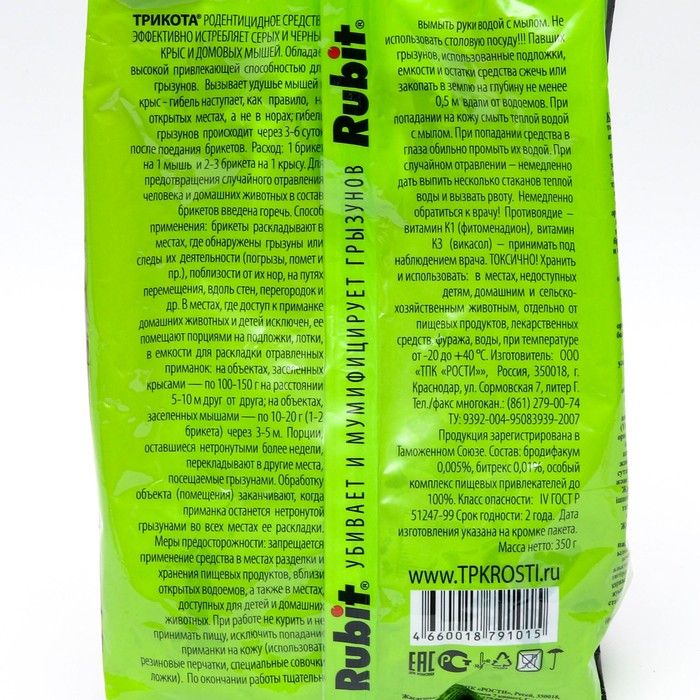 ТРИКОТА® РОДЕНТИЦИДНОЕ СРЕДСТВ
ЭФФЕКТИВНО ИСТРЕБЛЯЕТ СЕРЫХ И ЧЕРНЫ
КРЫС И ДОМОВЫХ МЫШЕЙ. Обладае
высокой привлекающей способностью дл
грызунов. Вызывает удушье мышей и
крыс - гибель наступает, как правило, н
открытых местах, а не в норах; гибел
грызунов происходит через 3-6 суток
после поедания брикетов. Расход: 1 брикет
на 1 мышь и 2-3 брикета на 1 крысу. Для
предотвращения случайного отравления
человека и домашних животных в состав
брикетов введена горечь. Способ
применения: брикеты раскладывают в
местах, где обнаружены грызуны или
следы их деятельности (погрызы, помет и
пр.), поблизости от их нор, на путях
перемещения, вдоль стен, перегородок и
др. В местах, где доступ к приманке
домашних животных и детей исключен, ее
помещают порциями на подложки, лотки,
в емкости для раскладки отравленных
приманок: на объектах, заселенных
крысами — по 100-150 г на расстоянии
5-10 м друг от друга; на объектах,
заселенных мышами — по 10-20 г (1-2
брикета) через 3-5 м. Порции,
оставшиеся нетронутыми более недели,
перекладывают в другие места,
посещаемые грызунами. Обработку
объекта (помещения) заканчивают, когда
приманка останется нетронутой
грызунами во всех местах ее раскладки.
Меры предосторожности: запрещается
применение средства в местах разделки и
хранения пищевых продуктов, вблизи
открытых водоемов, а также в местах,
доступных для детей и домашних
животных. При работе не курить и не
принимать пищу, исключить попадани
приманки на кожу (использовать
резиновые перчатки, специальные совочки
ложки). По окончании работы тщательн
Rubit® УБИВАЕТ И МУМИФИЦИРУЕТ ГРЫЗУНОВ Rubit®
вымыть руки водой с мылом. Не
использовать столовую посуду!!! Павших
грызунов, использованные подложки,
емкости и остатки средства сжечь или
закопать в землю на глубину не менее
0,5 м вдали от водоемов. При
попадании на кожу смыть теплой водой
с мылом. При попадании средства в
глаза обильно промыть их водой. При
случайном отравлении — немедленно
дать выпить несколько стаканов теплой
воды и вызвать рвоту. Немедленно
обратиться к врачу! Противоядие –
витамин К1 (фитоменадион), витамин
К3 (викасол) — принимать под
наблюдением врача. ТОКСИЧНО! Хранить
и использовать: в местах, недоступных
детям, домашним и сельско-
хозяйственным животным, отдельно от
пищевых продуктов, лекарственных
средств, фуража, воды, при температуре
от -20 до +40 °С. Изготовитель: ООО
«ТПК «РОСТИ»», Россия, 350018, г.
Краснодар, ул. Сормовская 7, литер Г.
Тел./факс многокан.: (861) 279-00-74
ТУ: 9392-004-95083939-2007
Продукция зарегистрирована в
Таможенном Союзе. Состав: бродифакум
0,005%, битрекс 0,01%, особый
комплекс пищевых привлекателей до
100%. Класс опасности: IV ГОСТ Р
51247-99 Срок годности: 2 года. Дата
изготовления указана на кромке пакета.
Масса нетто: 350 г
www.TPKROSTI.ru
4 660018 791015
EAC